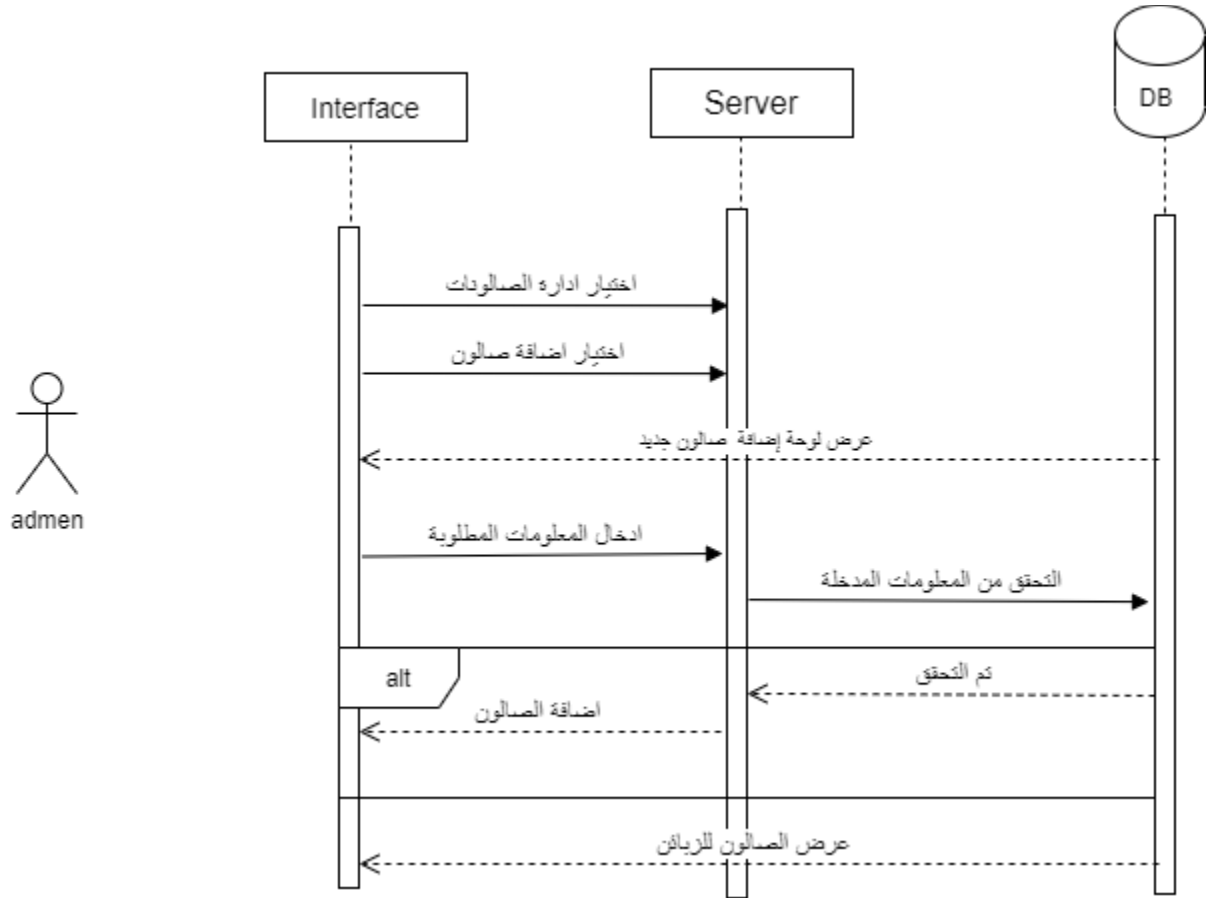 Interface
Server
DB
اختيار اداره الصالونات
اختيار اضافة صالون
عرض لوحة إضافة صالون جديد
admen
ادخال المعلومات المطلوبة
التحقق من المعلومات المدخلة
alt
تم التحقق
اضافة الصالون
عرض الصالون للزبائن